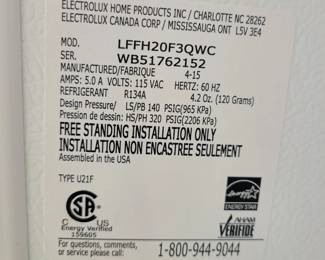 ELECTROLUX HOME PRODUCTS INC / CHARLOTTE NC 28262
ELECTROLUX CANADA CORP / MISSISSAUGA ONT L5V 3E4
MOD. LFFH20F3QWC
SER. WB51762152
MANUFACTURED/FABRIQUE 4-15
AMPS: 5.0 A VOLTS: 115 VAC HERTZ: 60 HZ
REFRIGERANT R134A 4.2 Oz. (120 Grams)
Design Pressure/ LS/PB 140 PSIG(965 KPa)
Pression de dessin: HS/PH 320 PSIG(2206 KPa)
FREE STANDING INSTALLATION ONLY
INSTALLATION NON ENCASTREE SEULEMENT
Assembled in the USA
TYPE U21F
SA
C US
Energy Verified
159605
ENERGY STAR
AHAM
VERIFIDE
For questions, comments,
or service please call: 1-800-944-9044